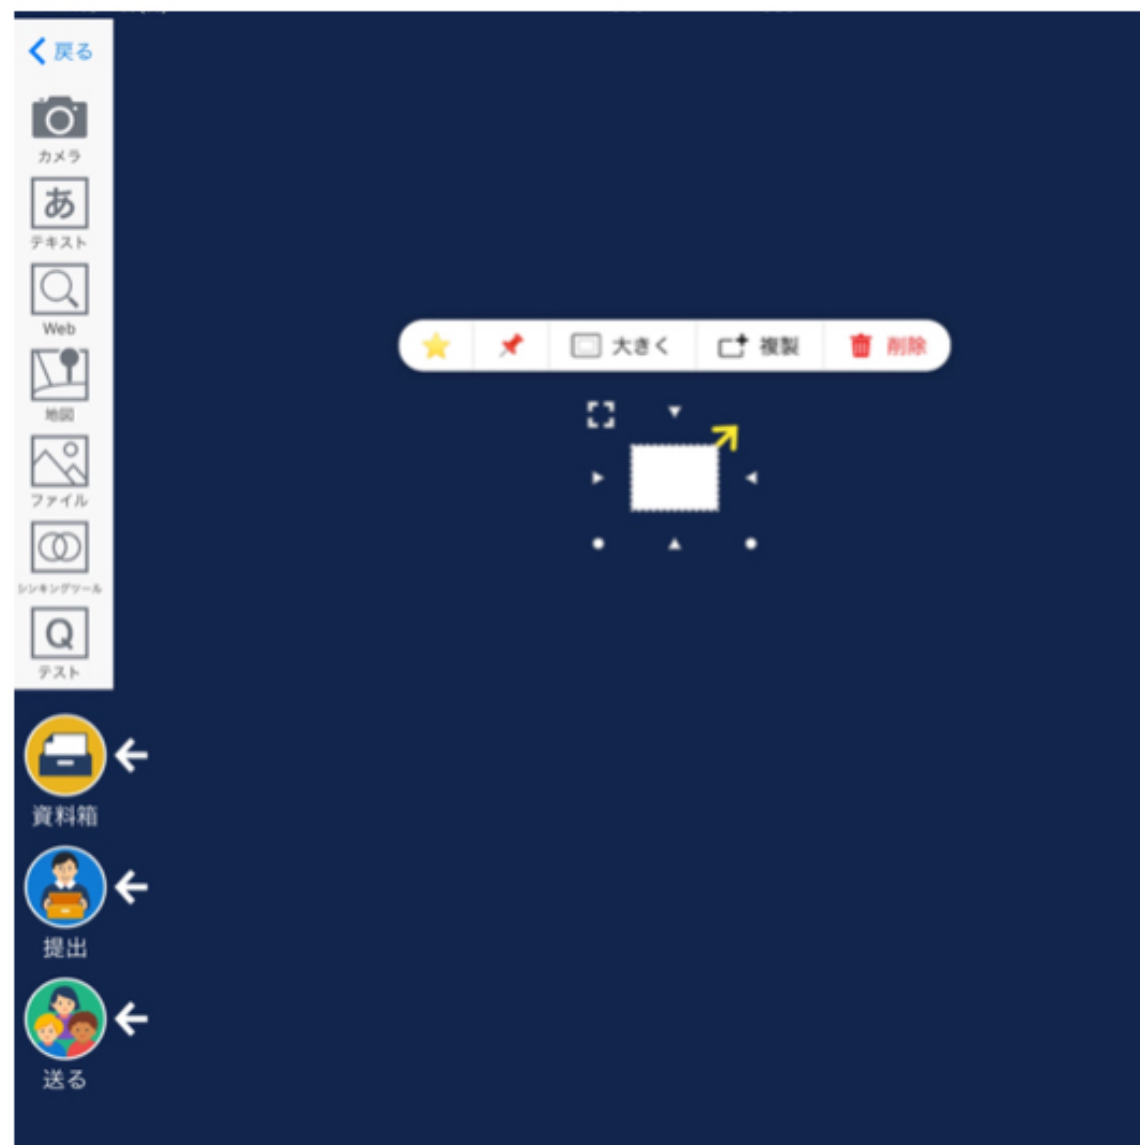 戻る
カメラ
あ
テキスト
Web
地図
ファイル
シンキングツール
Q
テスト
大きく
複製
削除
資料箱
提出
送る